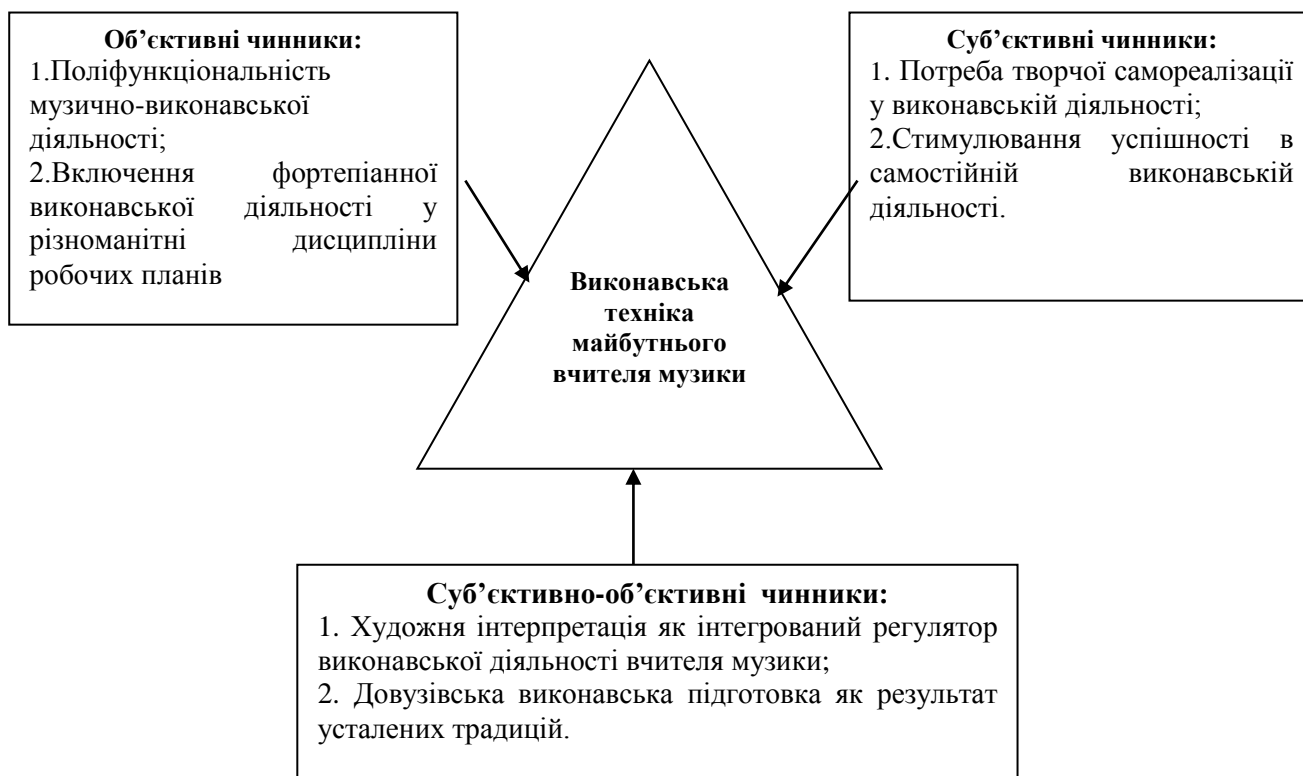 Об’єктивні чинники:
1.Поліфункціональність
музично-виконавської
діяльності;
2.Включення фортепіанної
виконавської діяльності у
різноманітні дисципліни
робочих планів
Суб’єктивні чинники:
1. Потреба творчої самореалізації
у виконавській діяльності;
2.Стимулювання успішності в
самостійній виконавській
діяльності.
Виконавська
техніка
майбутнього
вчителя музики
Суб’єктивно-об’єктивні чинники:
1. Художня інтерпретація як інтегрований регулятор
виконавської діяльності вчителя музики;
2. Довузівська виконавська підготовка як результат
усталених традицій.